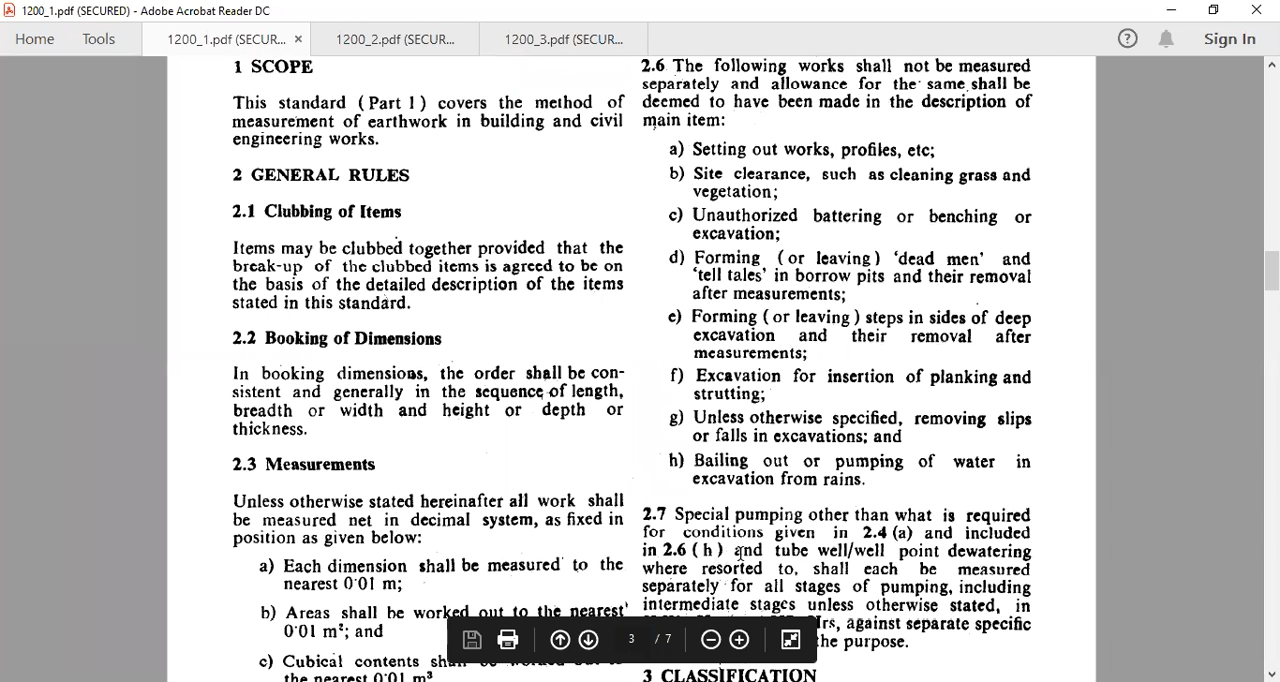 1200_1.pdf (SECURED) - Adobe Acrobat Reader DC
Home Tools 1200_1.pdf (SECUR... × 1200_2.pdf (SECUR... 1200_3.pdf (SECUR... Sign In
1 SCOPE
This standard ( Part 1 ) covers the method of
measurement of earthwork in building and civil
engineering works.
2 GENERAL RULES
2.1 Clubbing of Items
Items may be clubbed together provided that the
break-up of the clubbed items is agreed to be on
the basis of the detailed description of the items
stated in this standard.
2.2 Booking of Dimensions
In booking dimensions, the order shall be con-
sistent and generally in the sequence of length,
breadth or width and height or depth or
thickness.
2.3 Measurements
Unless otherwise stated hereinafter all work shall
be measured net in decimal system, as fixed in
position as given below:
a) Each dimension shall be measured to the
nearest 0·01 m;
b) Areas shall be worked out to the nearest
0·01 m²; and
c) Cubical contents
the nearest 0·01 m³
2.6 The following works shall not be measured
separately and allowance for the same shall be
deemed to have been made in the description of
main item:
a) Setting out works, profiles, etc;
b) Site clearance, such as cleaning grass and
vegetation;
c) Unauthorized battering or benching or
excavation;
d) Forming ( or leaving ) 'dead men' and
'tell tales' in borrow pits and their removal
after measurements;
e) Forming ( or leaving ) steps in sides of deep
excavation and their removal after
measurements;
f) Excavation for insertion of planking and
strutting;
g) Unless otherwise specified, removing slips
or falls in excavations; and
h) Bailing out or pumping of water in
excavation from rains.
2.7 Special pumping other than what is required
for conditions given in 2.4 (a) and included
in 2.6 ( h ) and tube well/well point dewatering
where resorted to, shall each be measured
separately for all stages of pumping, including
intermediate stages unless otherwise stated, in
against separate specific
the purpose.
3 CLASSIFICATION
3 / 7